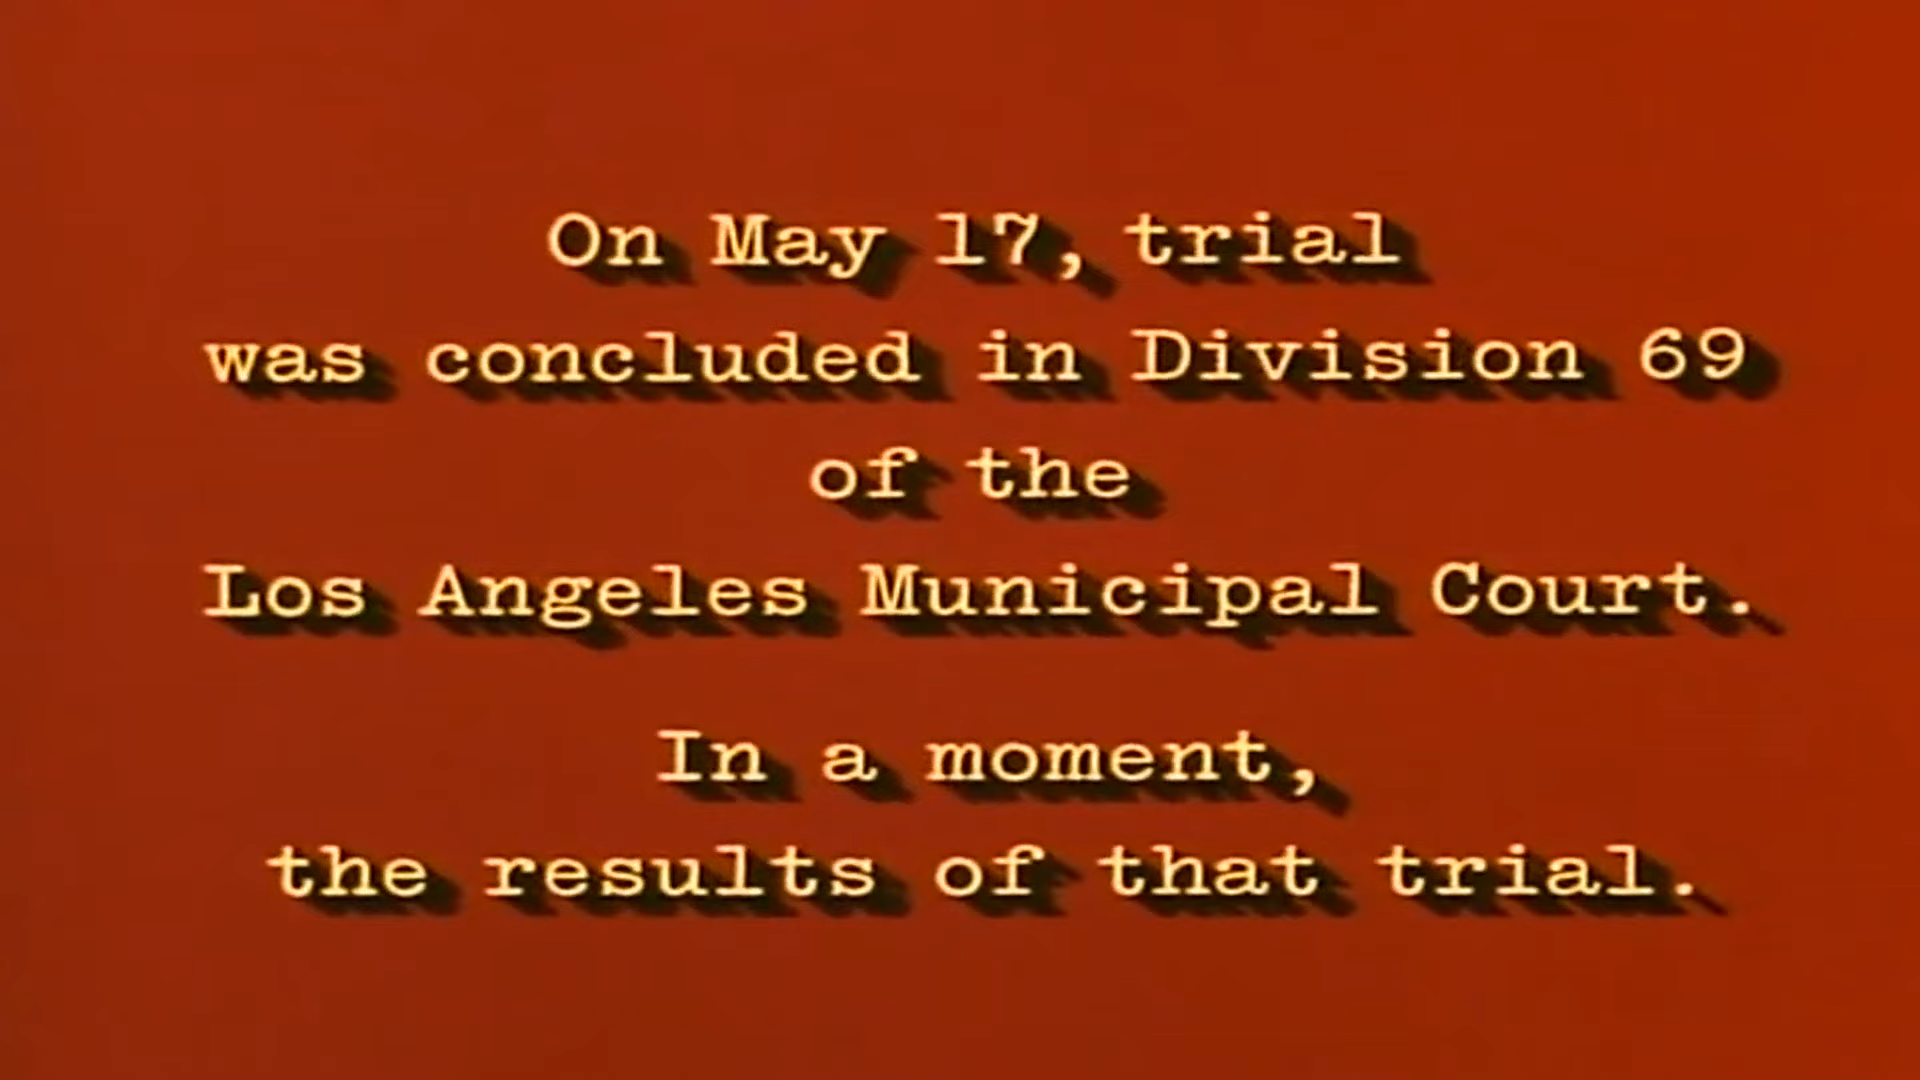 On May 17, trial
was concluded in Division 69
of the
Los Angeles Municipal Court.
In a moment,
the results of that trial.